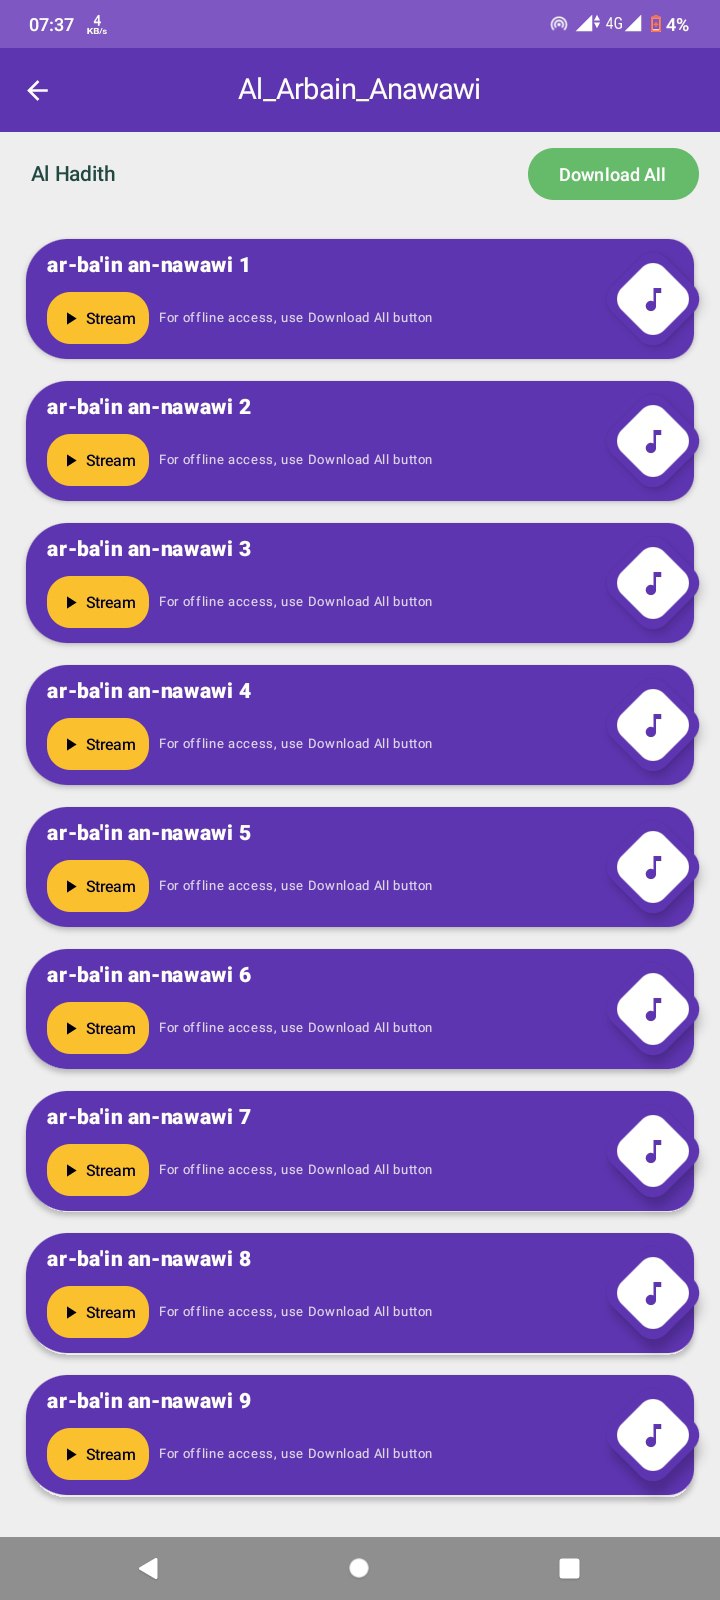 07:37 4 KB/s 4G 4%
Al_Arbain_Anawawi
Al Hadith
Download All
ar-ba'in an-nawawi 1
Stream For offline access, use Download All button
ar-ba'in an-nawawi 2
Stream For offline access, use Download All button
ar-ba'in an-nawawi 3
Stream For offline access, use Download All button
ar-ba'in an-nawawi 4
Stream For offline access, use Download All button
ar-ba'in an-nawawi 5
Stream For offline access, use Download All button
ar-ba'in an-nawawi 6
Stream For offline access, use Download All button
ar-ba'in an-nawawi 7
Stream For offline access, use Download All button
ar-ba'in an-nawawi 8
Stream For offline access, use Download All button
ar-ba'in an-nawawi 9
Stream For offline access, use Download All button